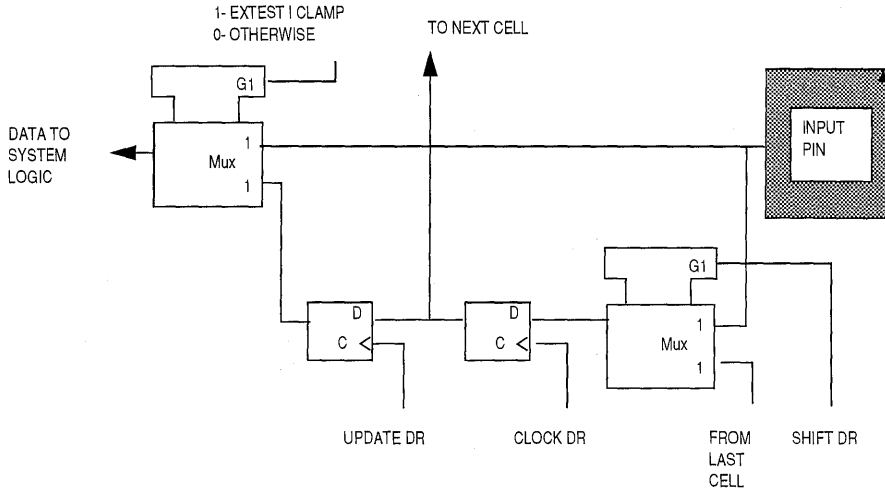 1- EXTEST I CLAMP
0- OTHERWISE
TO NEXT CELL
G1
DATA TO
SYSTEM
LOGIC
1
Mux
1
INPUT
PIN
G1
D
C
D
C
1
Mux
1
UPDATE DR
CLOCK DR
FROM
LAST
CELL
SHIFT DR